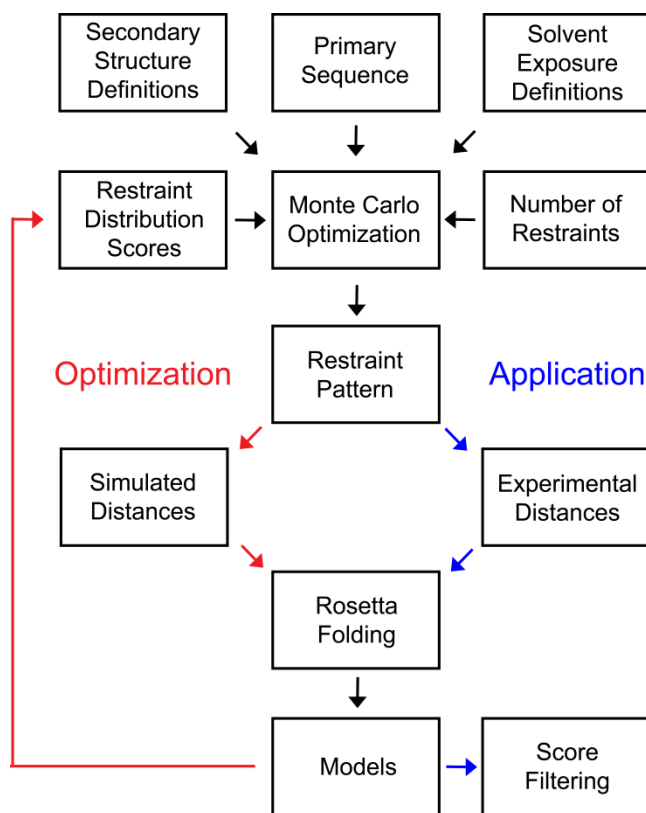 Secondary
Structure
Definitions
Primary
Sequence
Solvent
Exposure
Definitions
Restraint
Distribution
Scores
Monte Carlo
Optimization
Number of
Restraints
Optimization
Restraint
Pattern
Application
Simulated
Distances
Experimental
Distances
Rosetta
Folding
Models
Score
Filtering